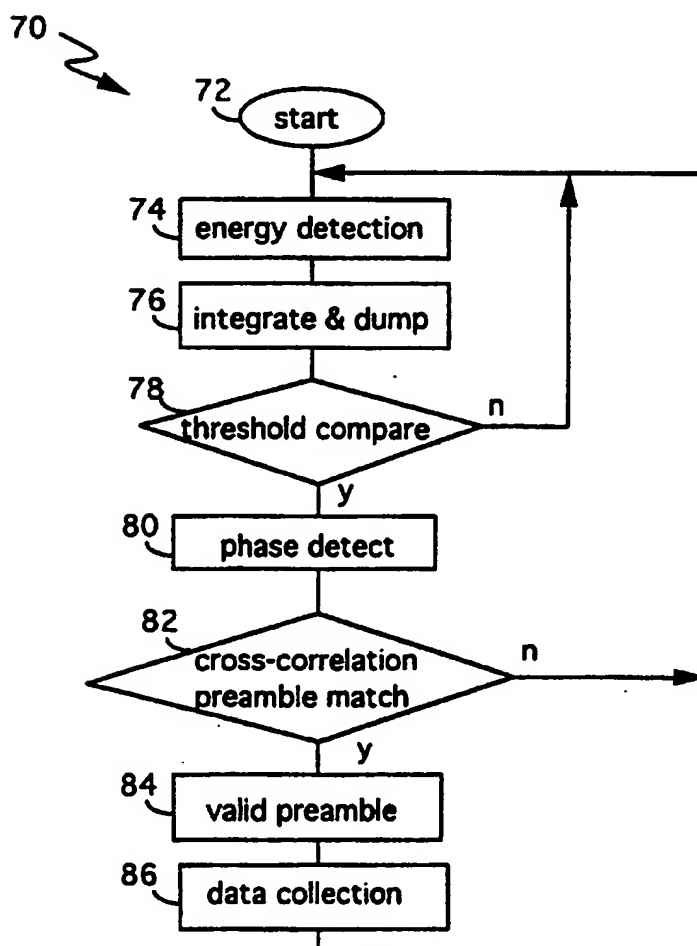 70
72
start
74
energy detection
76
integrate & dump
78
threshold compare
n
y
80
phase detect
82
cross-correlation
preamble match
n
y
84
valid preamble
86
data collection